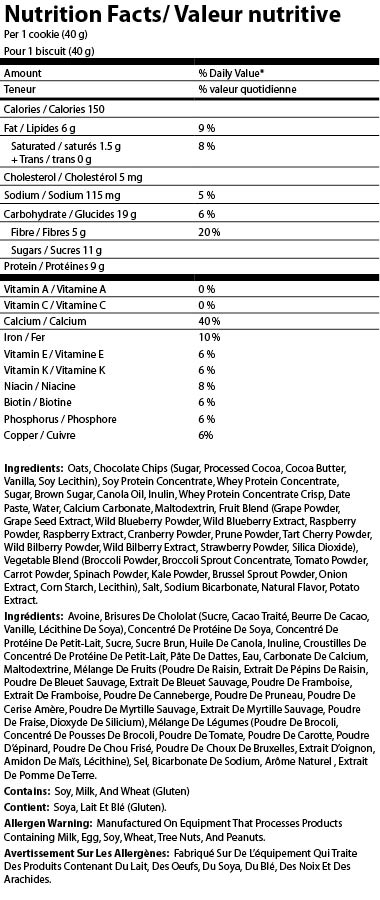 Nutrition Facts/ Valeur nutritive
Per 1 cookie (40 g)
Pour 1 biscuit (40 g)
Amount % Daily Value*
Teneur % valeur quotidienne
Calories / Calories 150
Fat / Lipides 6 g 9 %
Saturated / saturés 1.5 g 8 %
+ Trans / trans 0 g
Cholesterol / Cholestérol 5 mg
Sodium / Sodium 115 mg 5 %
Carbohydrate / Glucides 19 g 6 %
Fibre / Fibres 5 g 20 %
Sugars / Sucres 11 g
Protein / Protéines 9 g
Vitamin A / Vitamine A 0 %
Vitamin C / Vitamine C 0 %
Calcium / Calcium 40 %
Iron / Fer 10 %
Vitamin E / Vitamine E 6 %
Vitamin K / Vitamine K 6 %
Niacin / Niacine 8 %
Biotin / Biotine 6 %
Phosphorus / Phosphore 6 %
Copper / Cuivre 6%
Ingredients: Oats, Chocolate Chips (Sugar, Processed Cocoa, Cocoa Butter,
Vanilla, Soy Lecithin), Soy Protein Concentrate, Whey Protein Concentrate,
Sugar, Brown Sugar, Canola Oil, Inulin, Whey Protein Concentrate Crisp, Date
Paste, Water, Calcium Carbonate, Maltodextrin, Fruit Blend (Grape Powder,
Grape Seed Extract, Wild Blueberry Powder, Wild Blueberry Extract, Raspberry
Powder, Raspberry Extract, Cranberry Powder, Prune Powder, Tart Cherry Powder,
Wild Bilberry Powder, Wild Bilberry Extract, Strawberry Powder, Silica Dioxide),
Vegetable Blend (Broccoli Powder, Broccoli Sprout Concentrate, Tomato Powder,
Carrot Powder, Spinach Powder, Kale Powder, Brussel Sprout Powder, Onion
Extract, Corn Starch, Lecithin), Salt, Sodium Bicarbonate, Natural Flavor, Potato
Extract.
Ingrédients: Avoine, Brisures De Chololat (Sucre, Cacao Traité, Beurre De Cacao,
Vanille, Lécithine De Soya), Concentré De Protéine De Soya, Concentré De
Protéine De Petit-Lait, Sucre, Sucre Brun, Huile De Canola, Inuline, Croustilles De
Concentré De Protéine De Petit-Lait, Pâte De Dattes, Eau, Carbonate De Calcium,
Maltodextrine, Mélange De Fruits (Poudre De Raisin, Extrait De Pépins De Raisin,
Poudre De Bleuet Sauvage, Extrait De Bleuet Sauvage, Poudre De Framboise,
Extrait De Framboise, Poudre De Canneberge, Poudre De Pruneau, Poudre De
Cerise Amère, Poudre De Myrtille Sauvage, Extrait De Myrtille Sauvage, Poudre
De Fraise, Dioxyde De Silicium), Mélange De Légumes (Poudre De Brocoli,
Concentré De Pousses De Brocoli, Poudre De Tomate, Poudre De Carotte, Poudre
D'épinard, Poudre De Chou Frisé, Poudre De Choux De Bruxelles, Extrait D'oignon,
Amidon De Maïs, Lécithine), Sel, Bicarbonate De Sodium, Arôme Naturel , Extrait
De Pomme De Terre.
Contains: Soy, Milk, And Wheat (Gluten)
Contient: Soya, Lait Et Blé (Gluten).
Allergen Warning: Manufactured On Equipment That Processes Products
Containing Milk, Egg, Soy, Wheat, Tree Nuts, And Peanuts.
Avertissement Sur Les Allergènes: Fabriqué Sur De L'équipement Qui Traite
Des Produits Contenant Du Lait, Des Oeufs, Du Soya, Du Blé, Des Noix Et Des
Arachides.